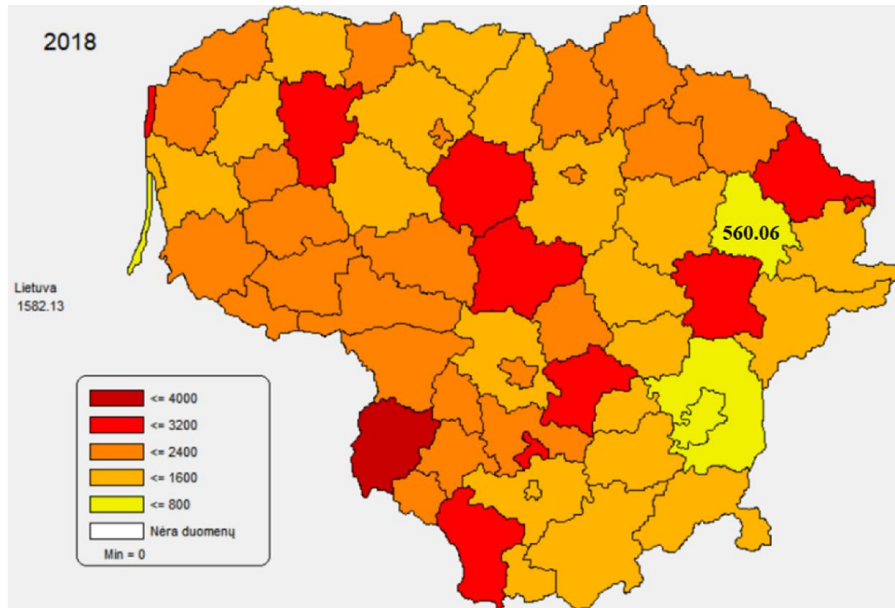 2018
560.06
Lietuva
1582.13
<= 4000
<= 3200
<= 2400
<= 1600
<= 800
Nėra duomenų
Min = 0